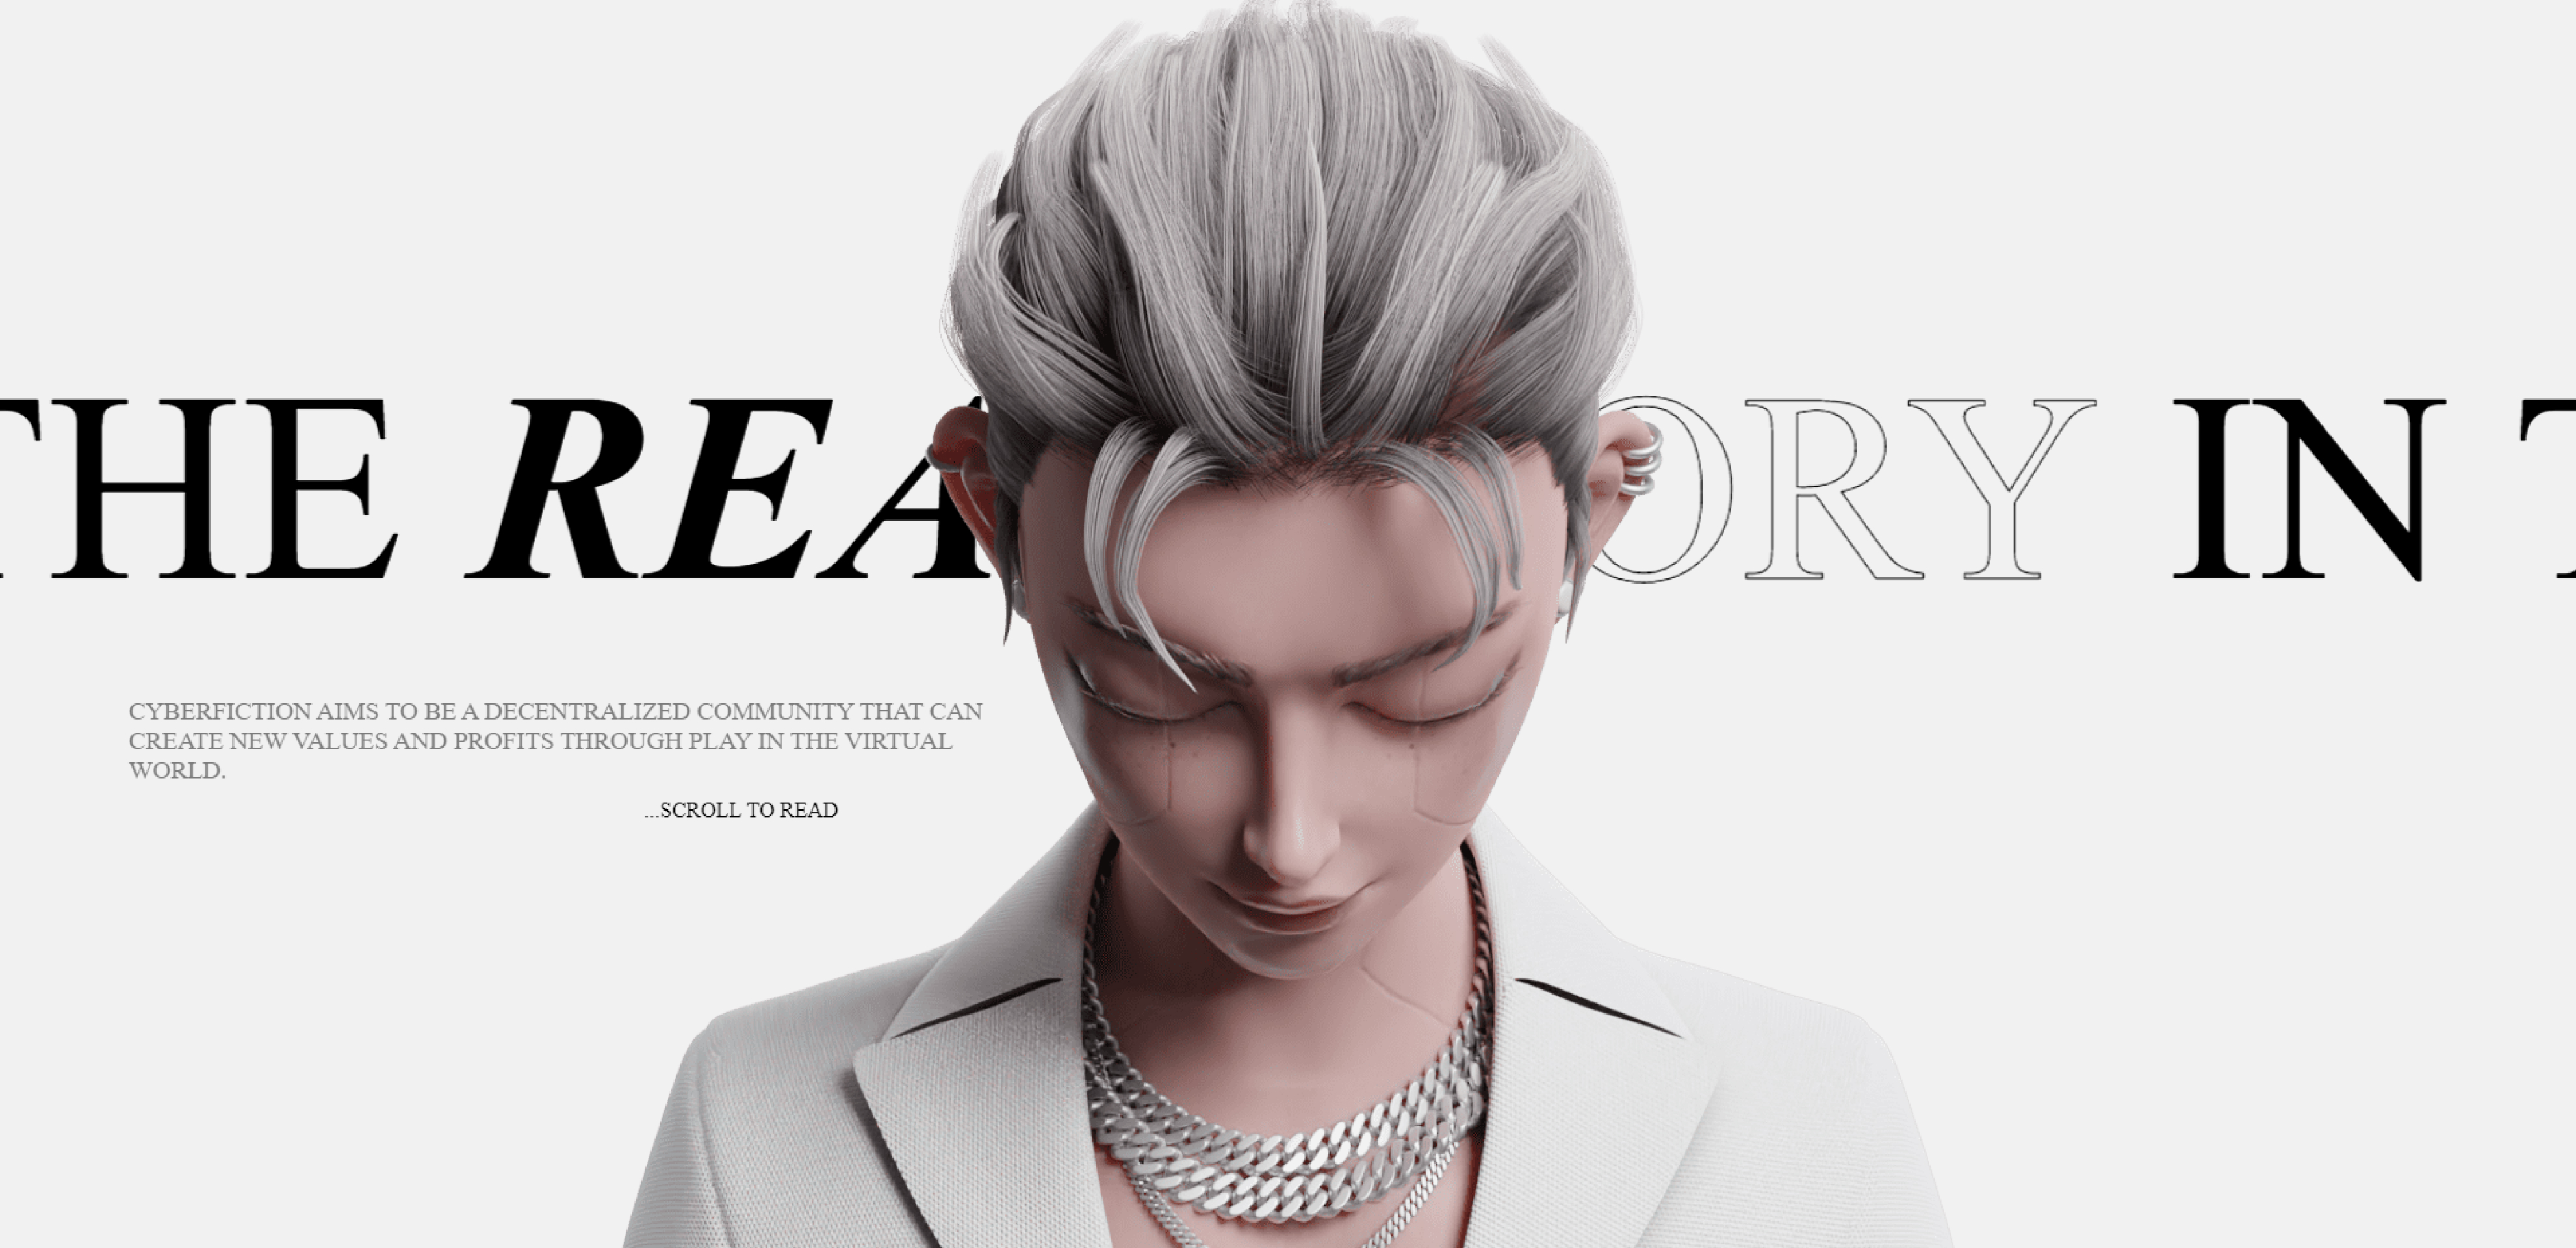 THE REA ORY IN T
CYBERFICTION AIMS TO BE A DECENTRALIZED COMMUNITY THAT CAN
CREATE NEW VALUES AND PROFITS THROUGH PLAY IN THE VIRTUAL
WORLD.
...SCROLL TO READ